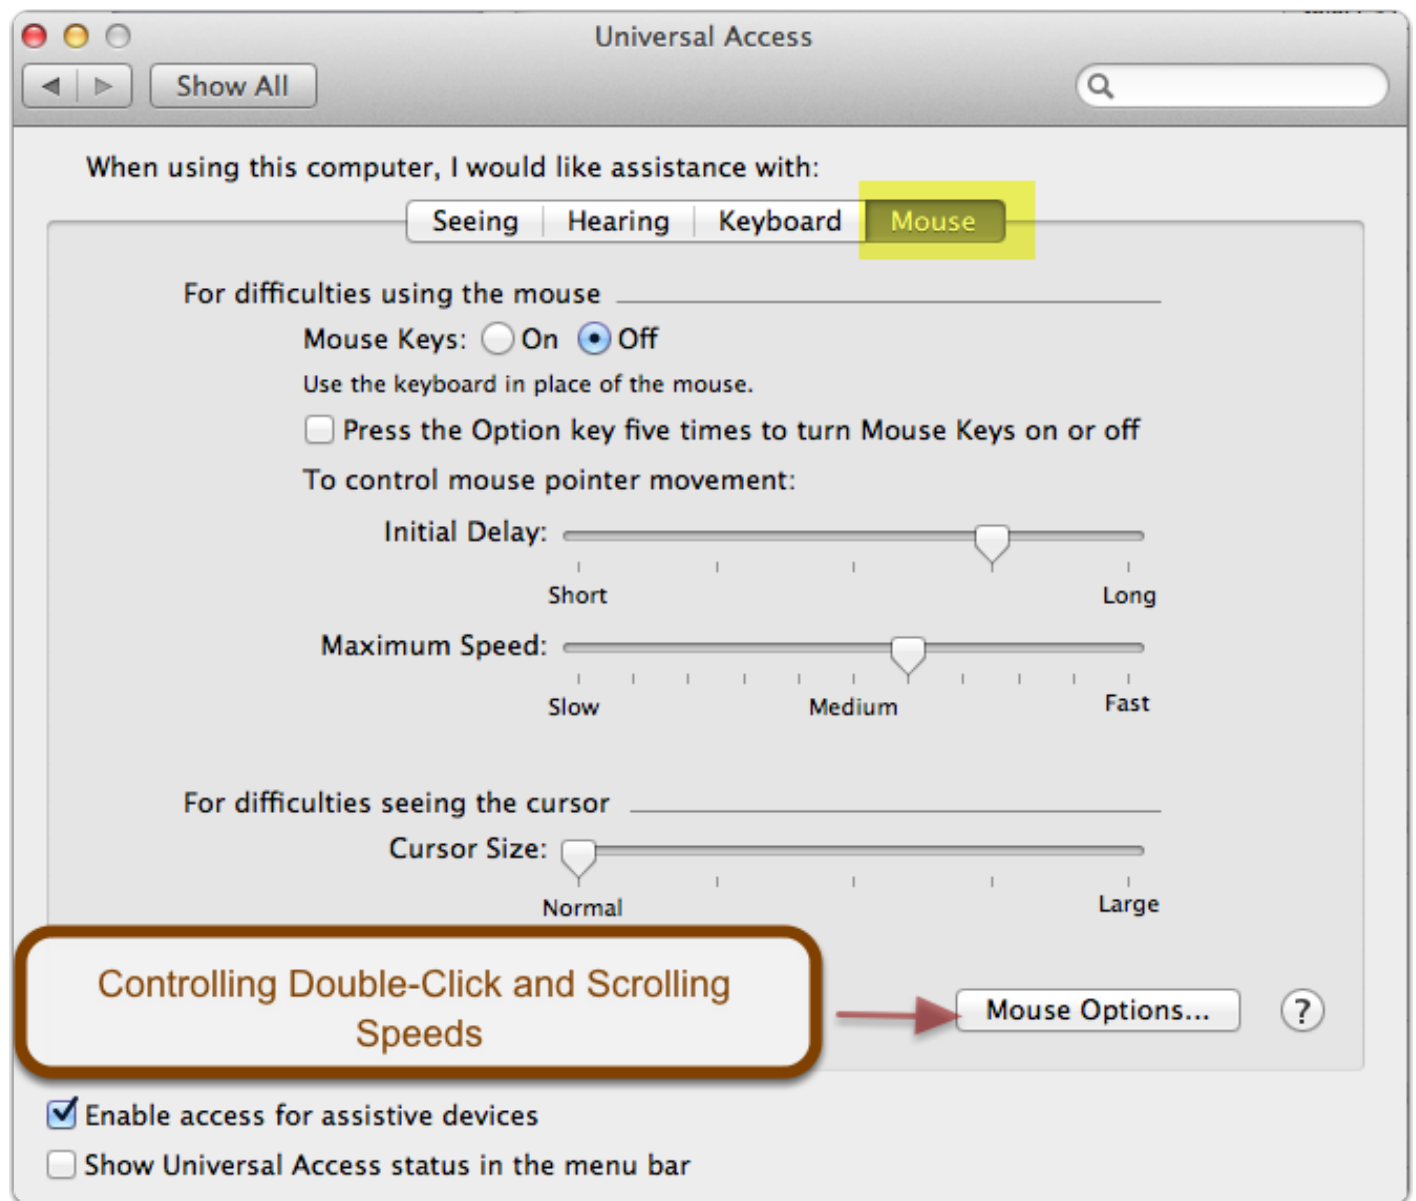 Universal Access
Show All
When using this computer, I would like assistance with:
Seeing Hearing Keyboard Mouse
For difficulties using the mouse
Mouse Keys: On Off
Use the keyboard in place of the mouse.
Press the Option key five times to turn Mouse Keys on or off
To control mouse pointer movement:
Initial Delay:
Short Long
Maximum Speed:
Slow Medium Fast
For difficulties seeing the cursor
Cursor Size:
Normal Large
Controlling Double-Click and Scrolling
Speeds
Mouse Options... ?
Enable access for assistive devices
Show Universal Access status in the menu bar